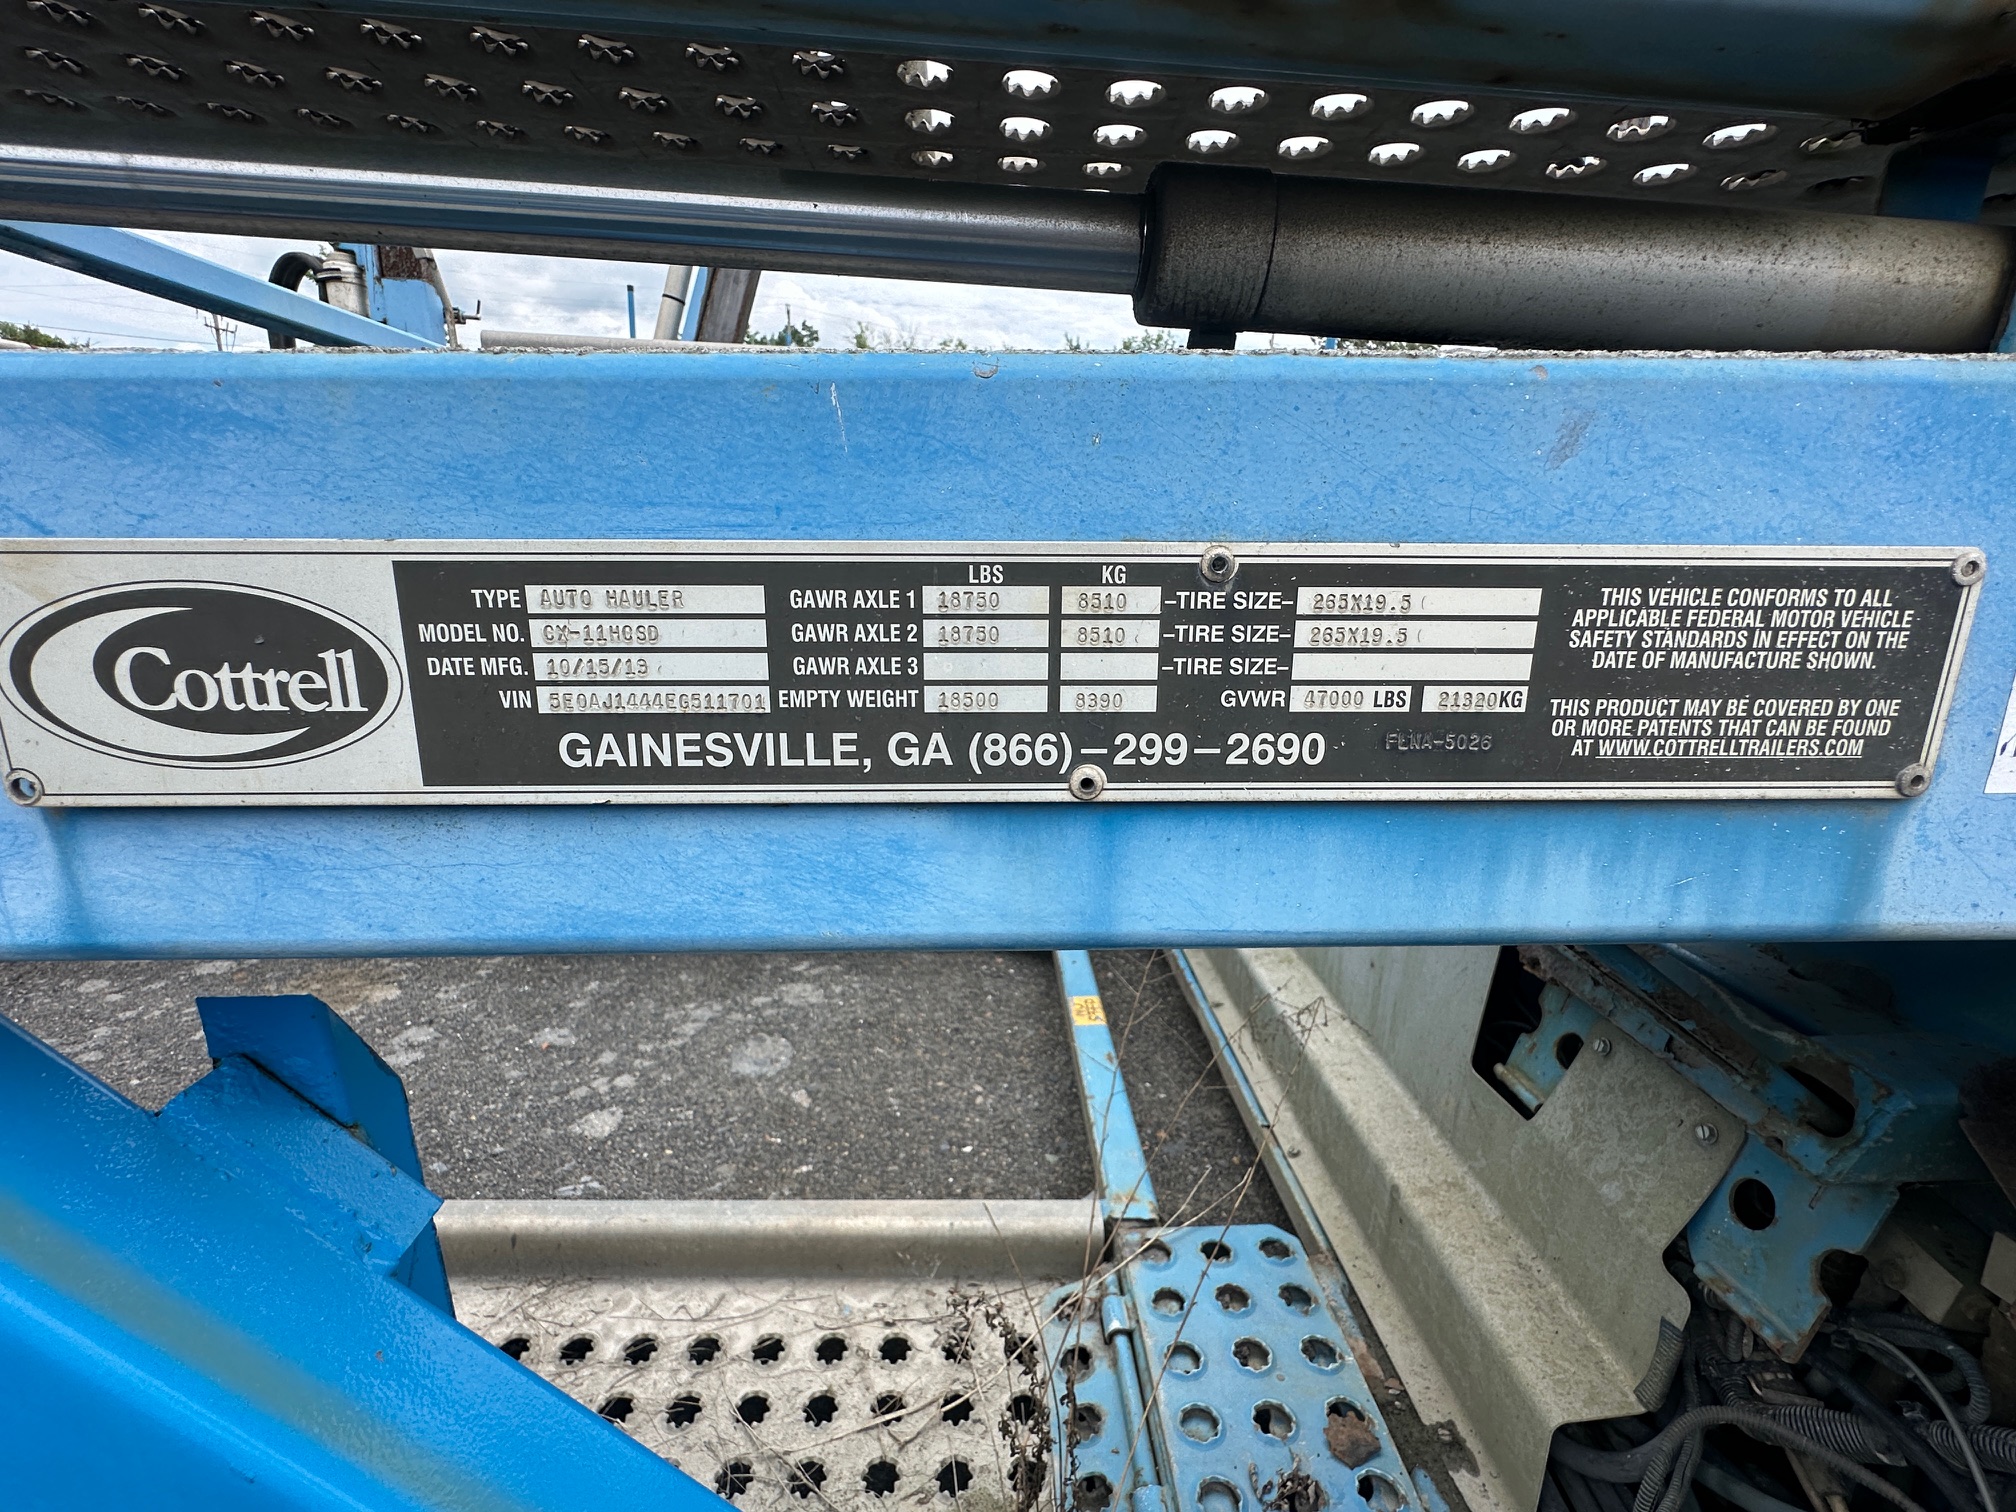 Cottrell
LBS KG
TYPE AUTO HAULER GAWR AXLE 1 18750 8510 -TIRE SIZE- 265X19.5
MODEL NO. CX-11HCSD GAWR AXLE 2 18750 8510 -TIRE SIZE- 265X19.5
DATE MFG. 10/15/13 GAWR AXLE 3 -TIRE SIZE-
VIN 5E0AJ1444EG511701 EMPTY WEIGHT 18500 8390 GVWR 47000 LBS 21320KG
GAINESVILLE, GA (866)-299-2690 FLNA-5026
THIS VEHICLE CONFORMS TO ALL
APPLICABLE FEDERAL MOTOR VEHICLE
SAFETY STANDARDS IN EFFECT ON THE
DATE OF MANUFACTURE SHOWN.
THIS PRODUCT MAY BE COVERED BY ONE
OR MORE PATENTS THAT CAN BE FOUND
AT WWW.COTTRELLTRAILERS.COM